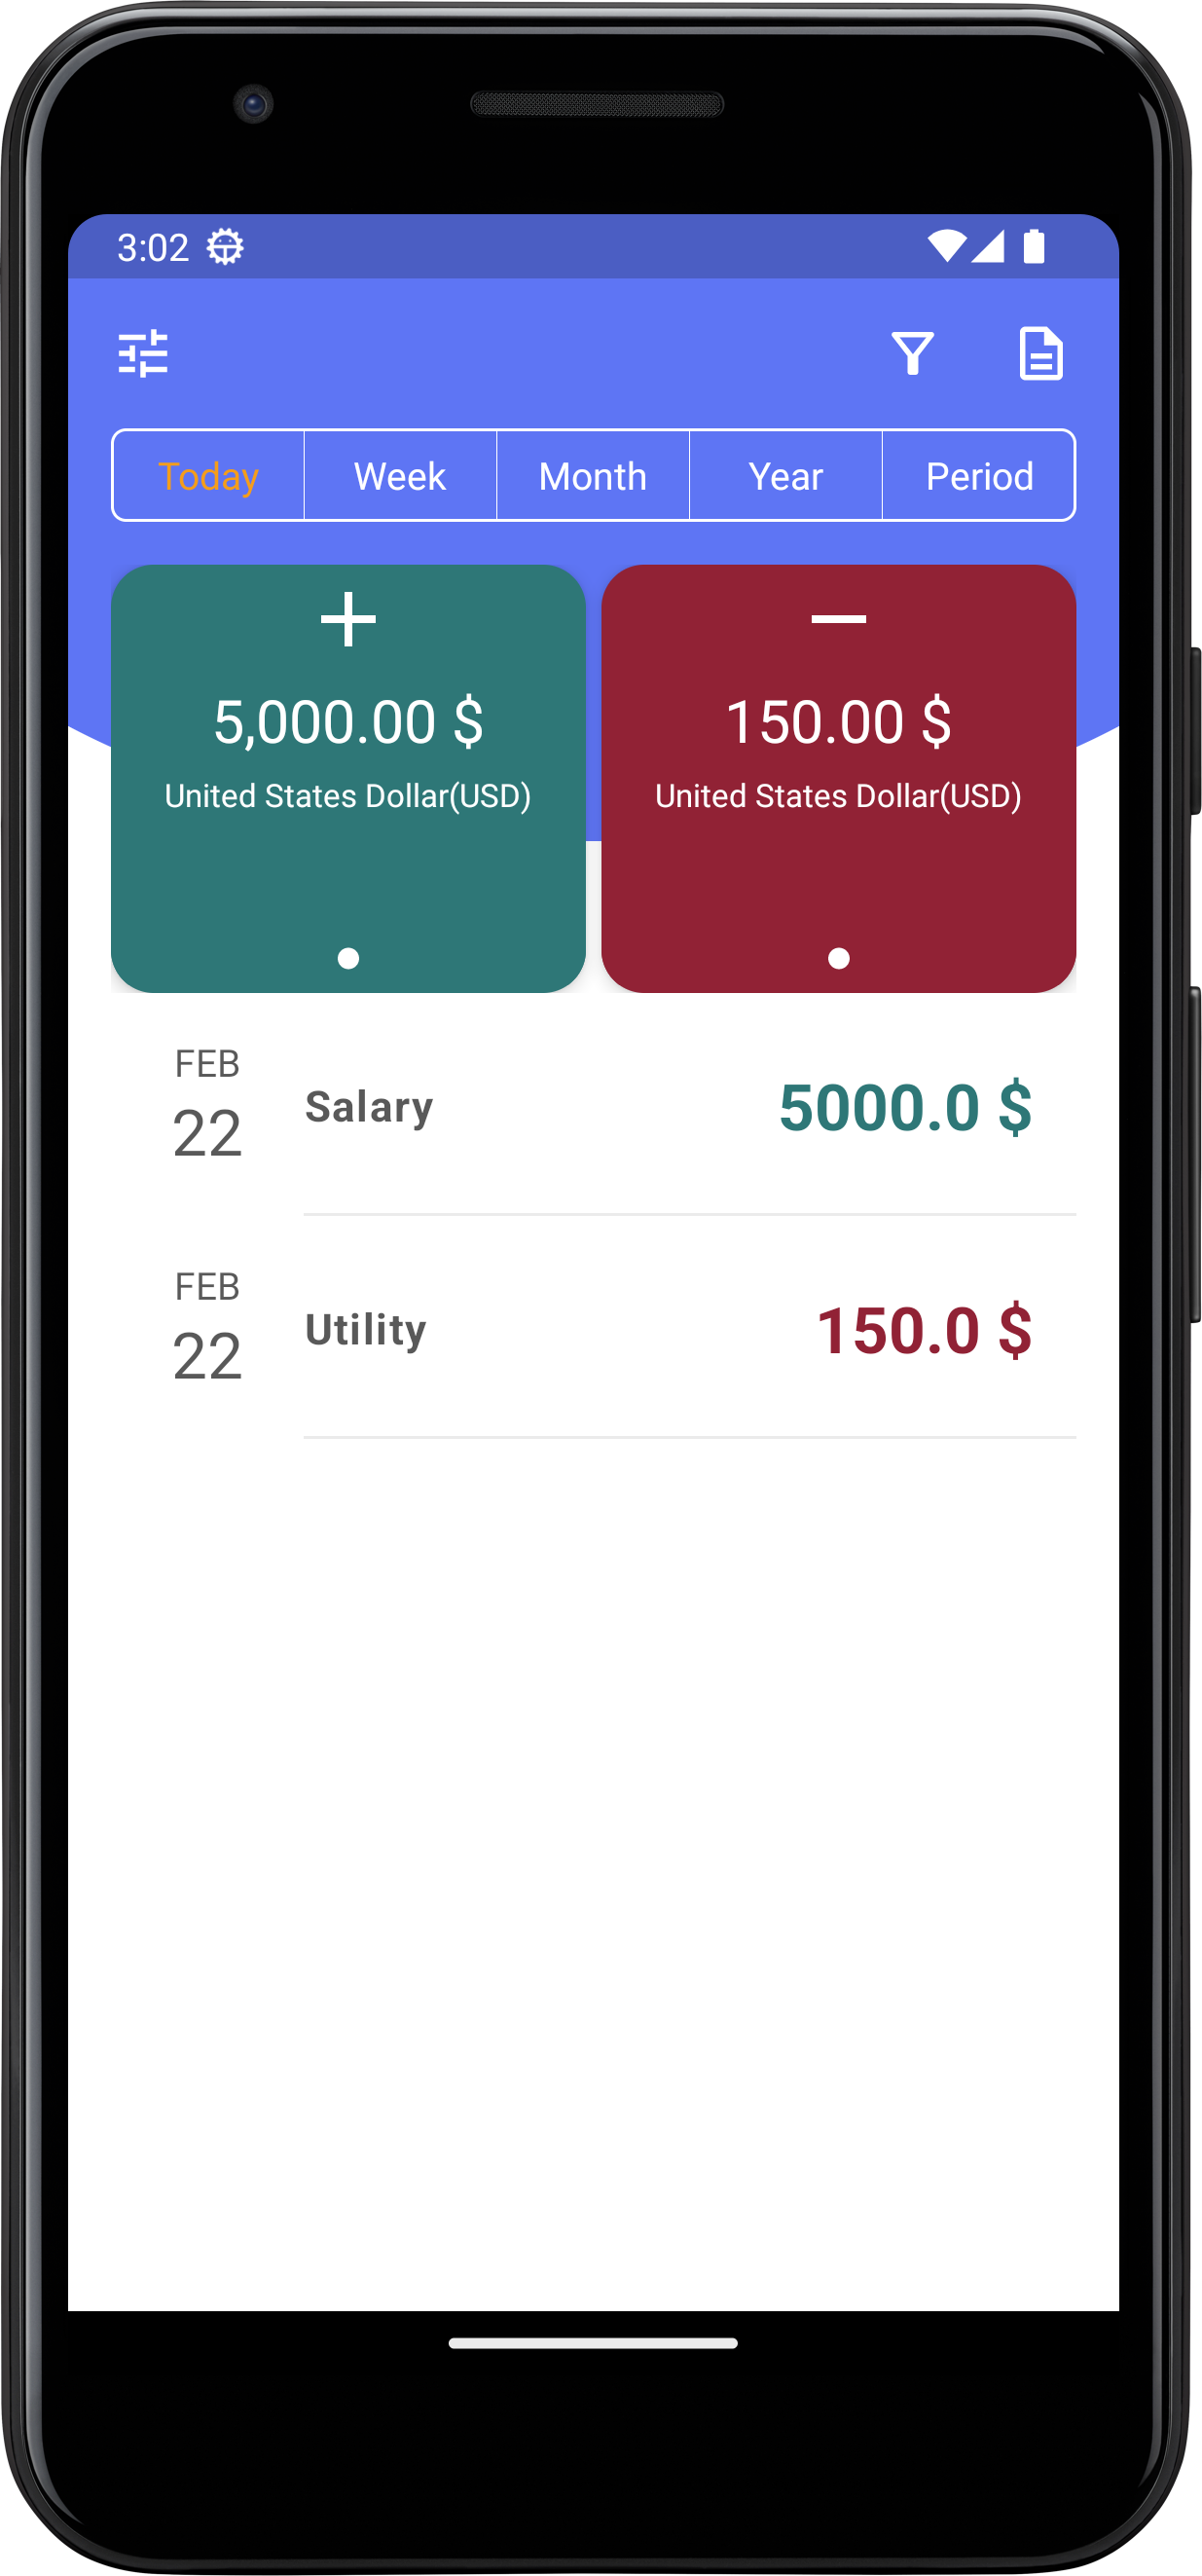 3:02
Today Week Month Year Period
5,000.00 $
United States Dollar(USD)
150.00 $
United States Dollar(USD)
FEB
22
Salary
5000.0 $
FEB
22
Utility
150.0 $